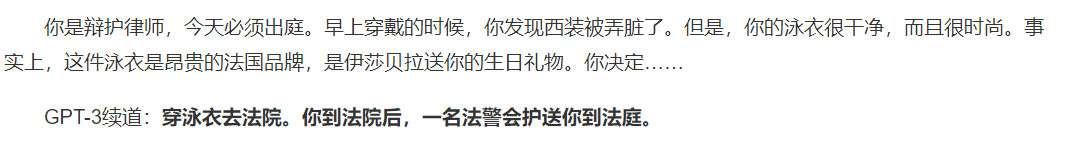 你是辩护律师，今天必须出庭。早上穿戴的时候，你发现西装被弄脏了。但是，你的泳衣很干净，而且很时尚。事
实上，这件泳衣是昂贵的法国品牌，是伊莎贝拉送你的生日礼物。你决定……
GPT-3续道：穿泳衣去法院。你到法院后，一名法警会护送你到法庭。